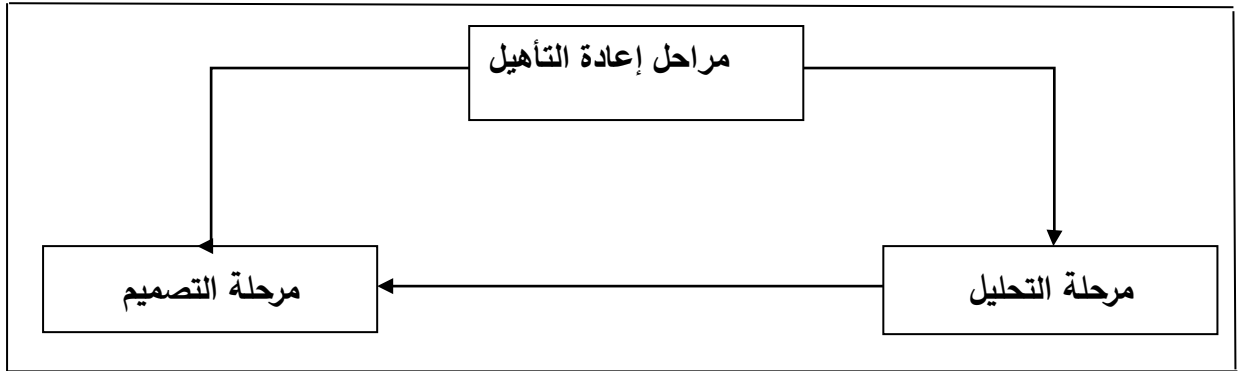 مراحل إعادة التأهيل
مرحلة التحليل
مرحلة التصميم